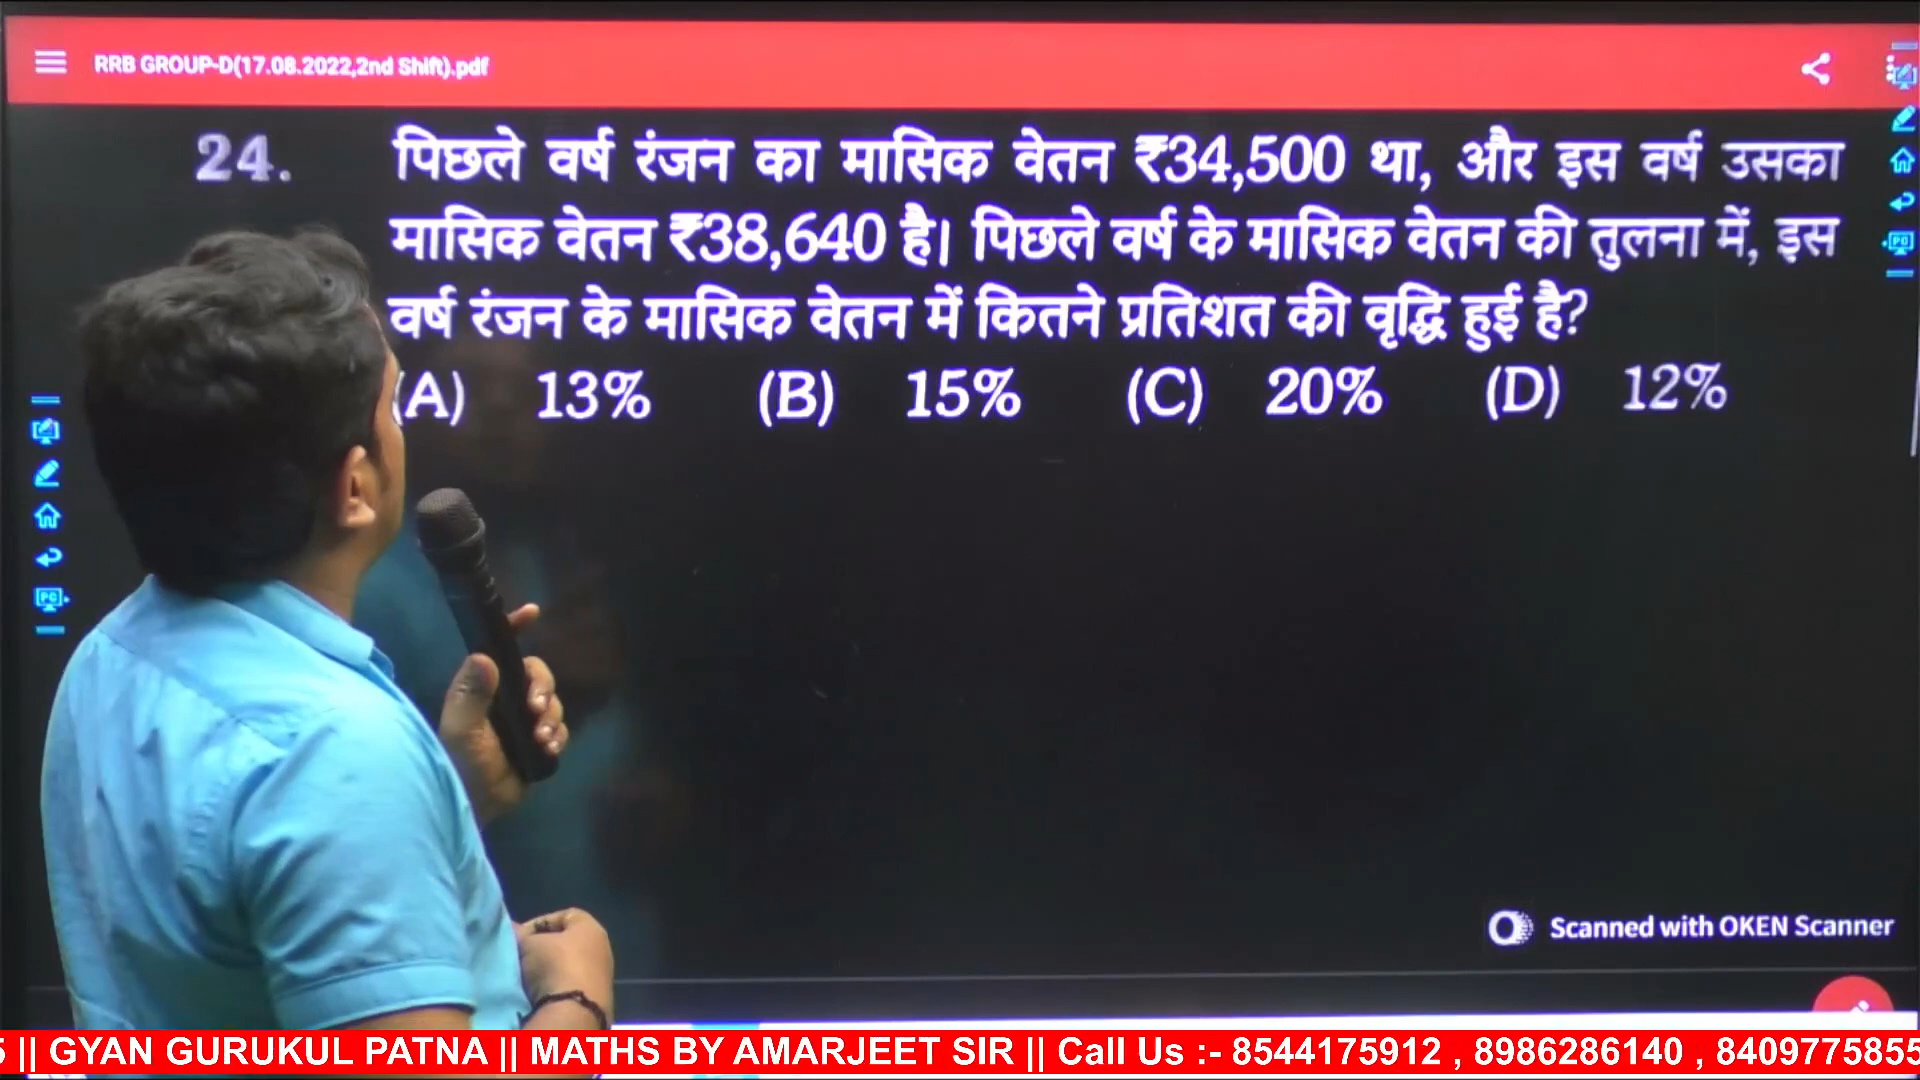 RRB GROUP-D(17.08.2022,2nd Shift).pdf
24. पिछले वर्ष रंजन का मासिक वेतन ₹34,500 था, और इस वर्ष उसका
मासिक वेतन ₹38,640 है। पिछले वर्ष के मासिक वेतन की तुलना में, इस
वर्ष रंजन के मासिक वेतन में कितने प्रतिशत की वृद्धि हुई है?
(A) 13% (B) 15% (C) 20% (D) 12%
Scanned with OKEN Scanner
|| GYAN GURUKUL PATNA || MATHS BY AMARJEET SIR || Call Us :- 8544175912 , 8986286140 , 8409775855